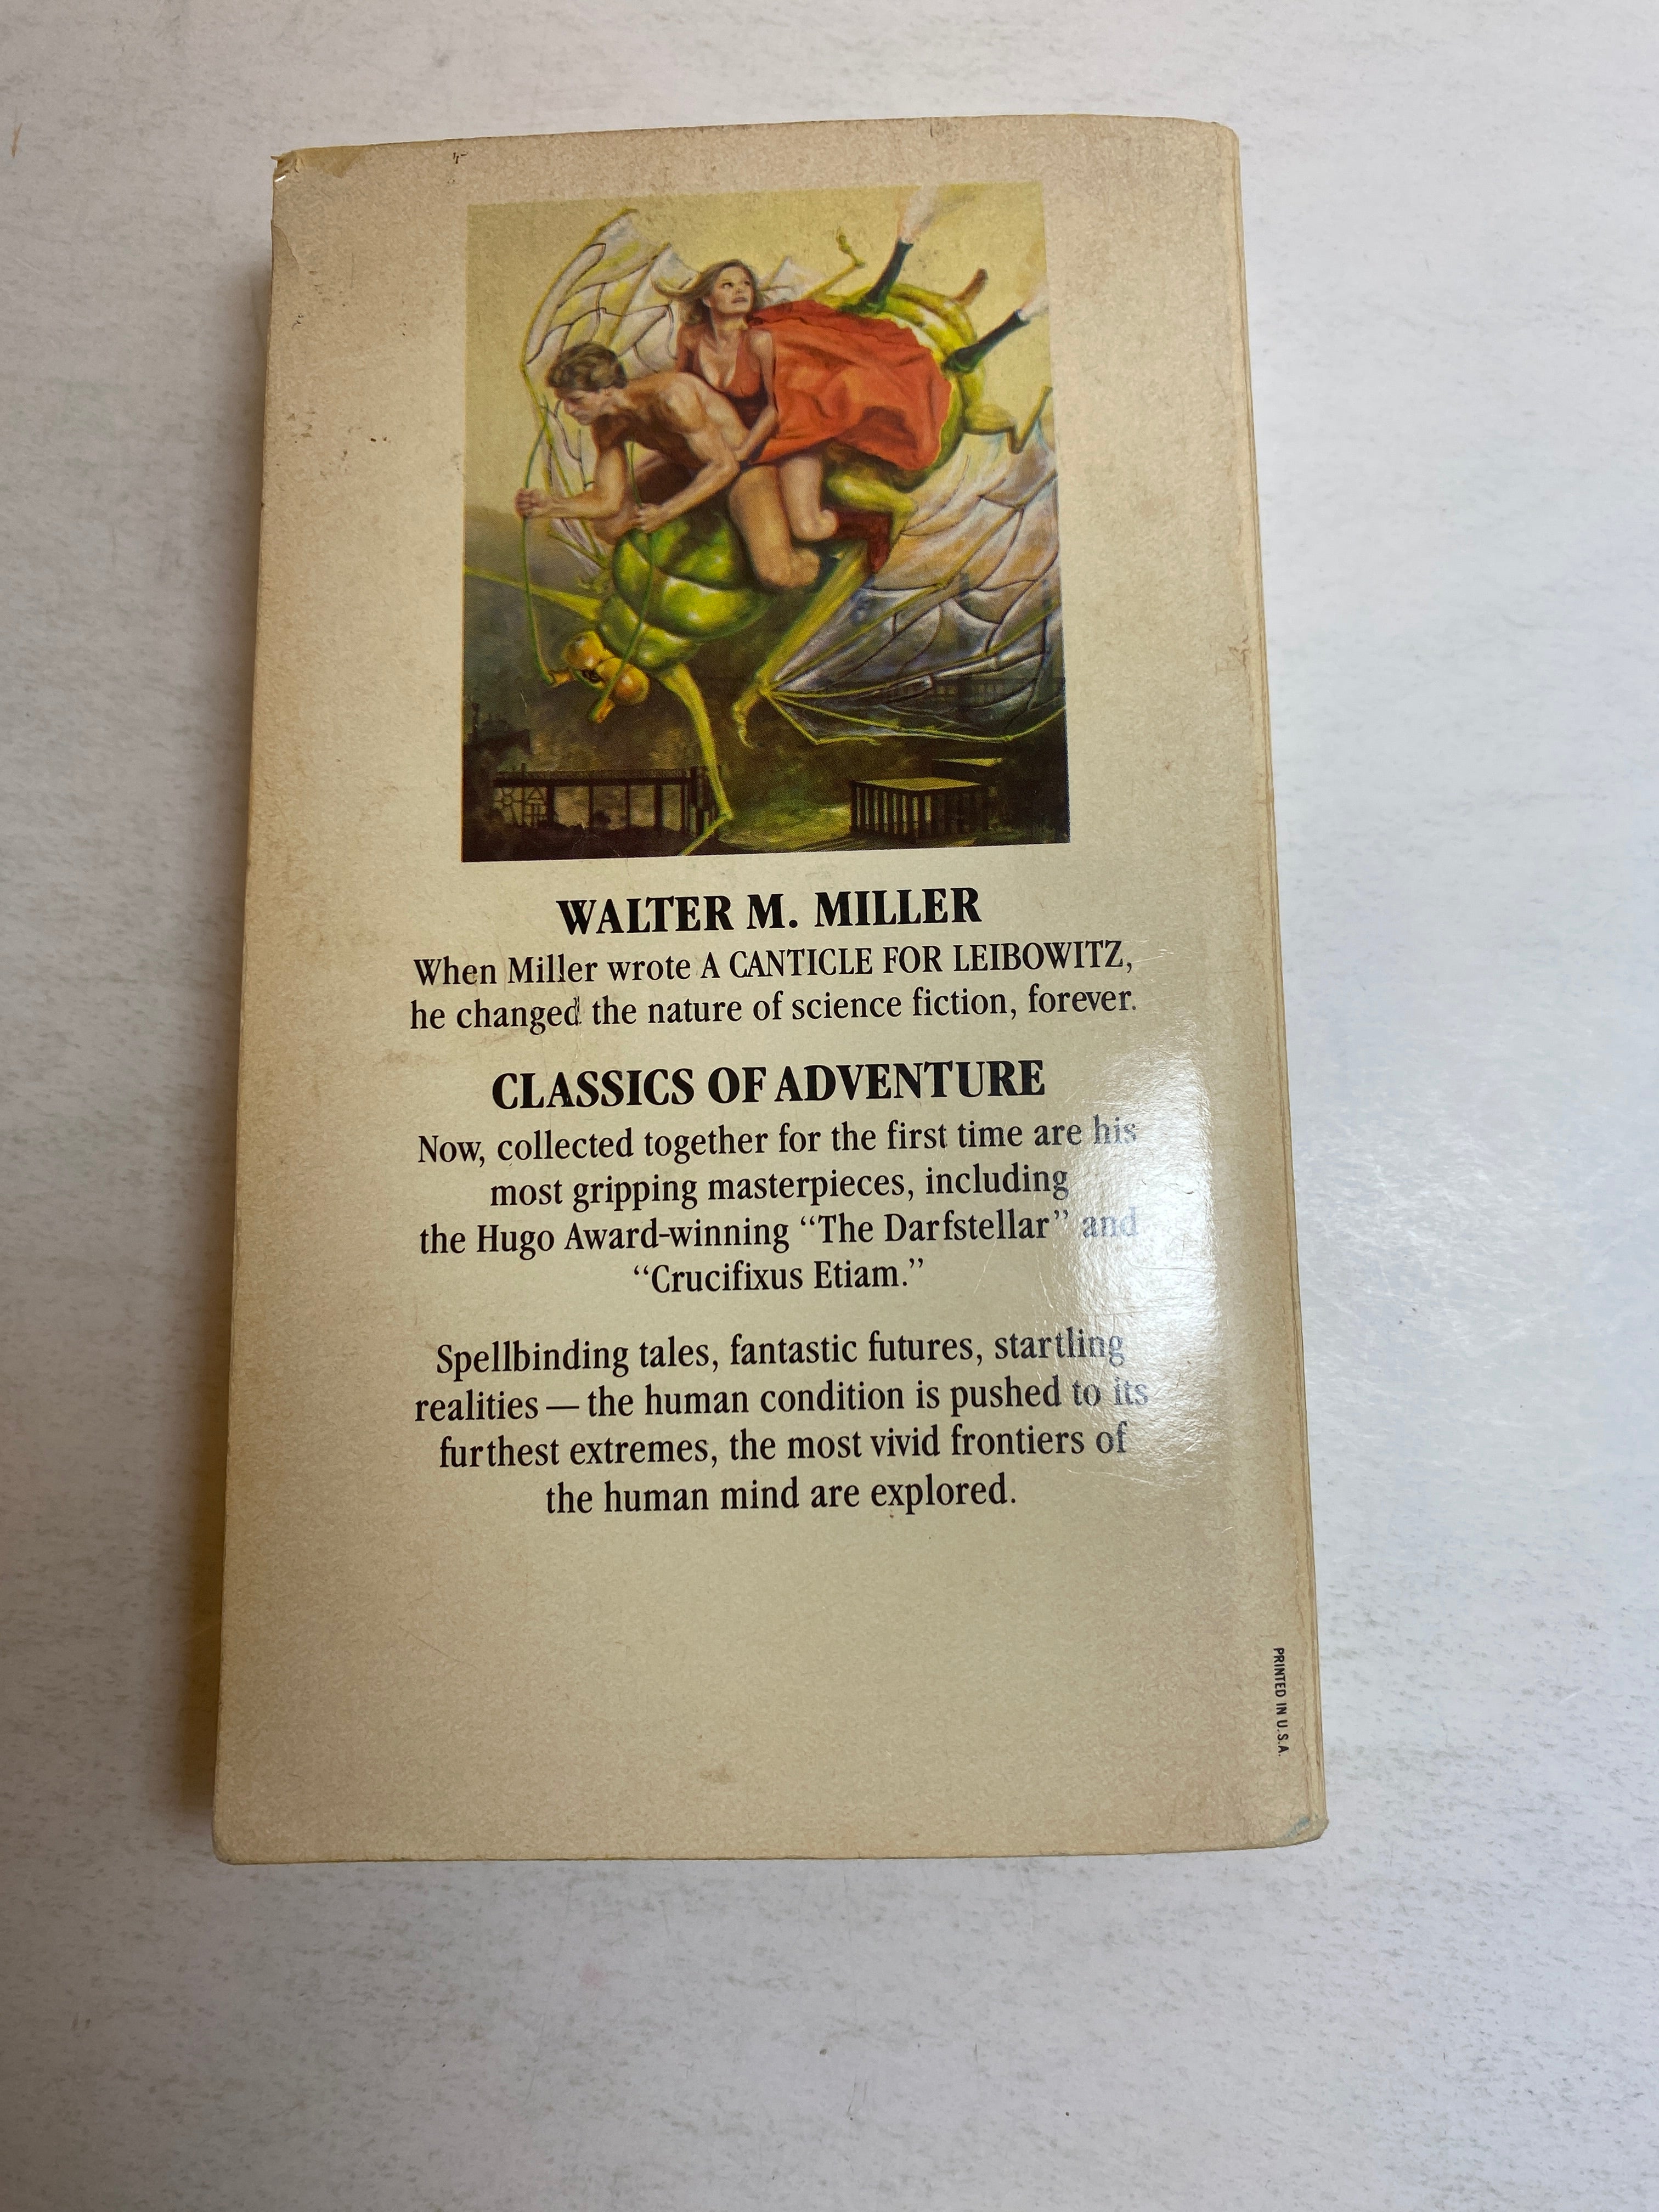 WALTER M. MILLER
When Miller wrote A CANTICLE FOR LEIBOWITZ,
he changed the nature of science fiction, forever.
CLASSICS OF ADVENTURE
Now, collected together for the first time are his
most gripping masterpieces, including
the Hugo Award-winning “The Darfstellar” and
“Crucifixus Etiam.”
Spellbinding tales, fantastic futures, startling
realities — the human condition is pushed to its
furthest extremes, the most vivid frontiers of
the human mind are explored.
PRINTED IN U.S.A.